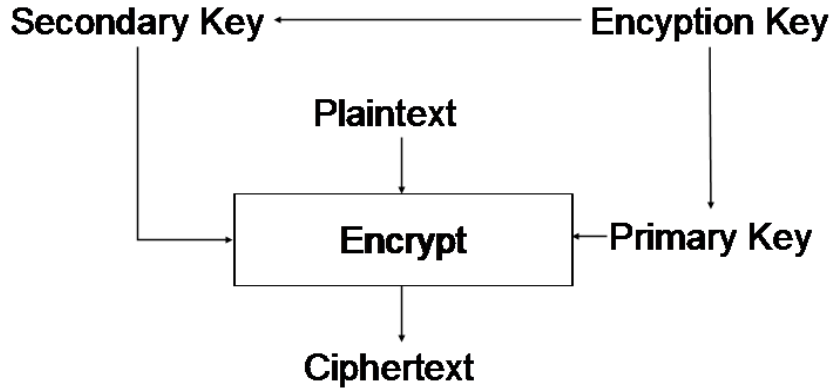 Secondary Key
Encyption Key
Plaintext
Encrypt
Primary Key
Ciphertext